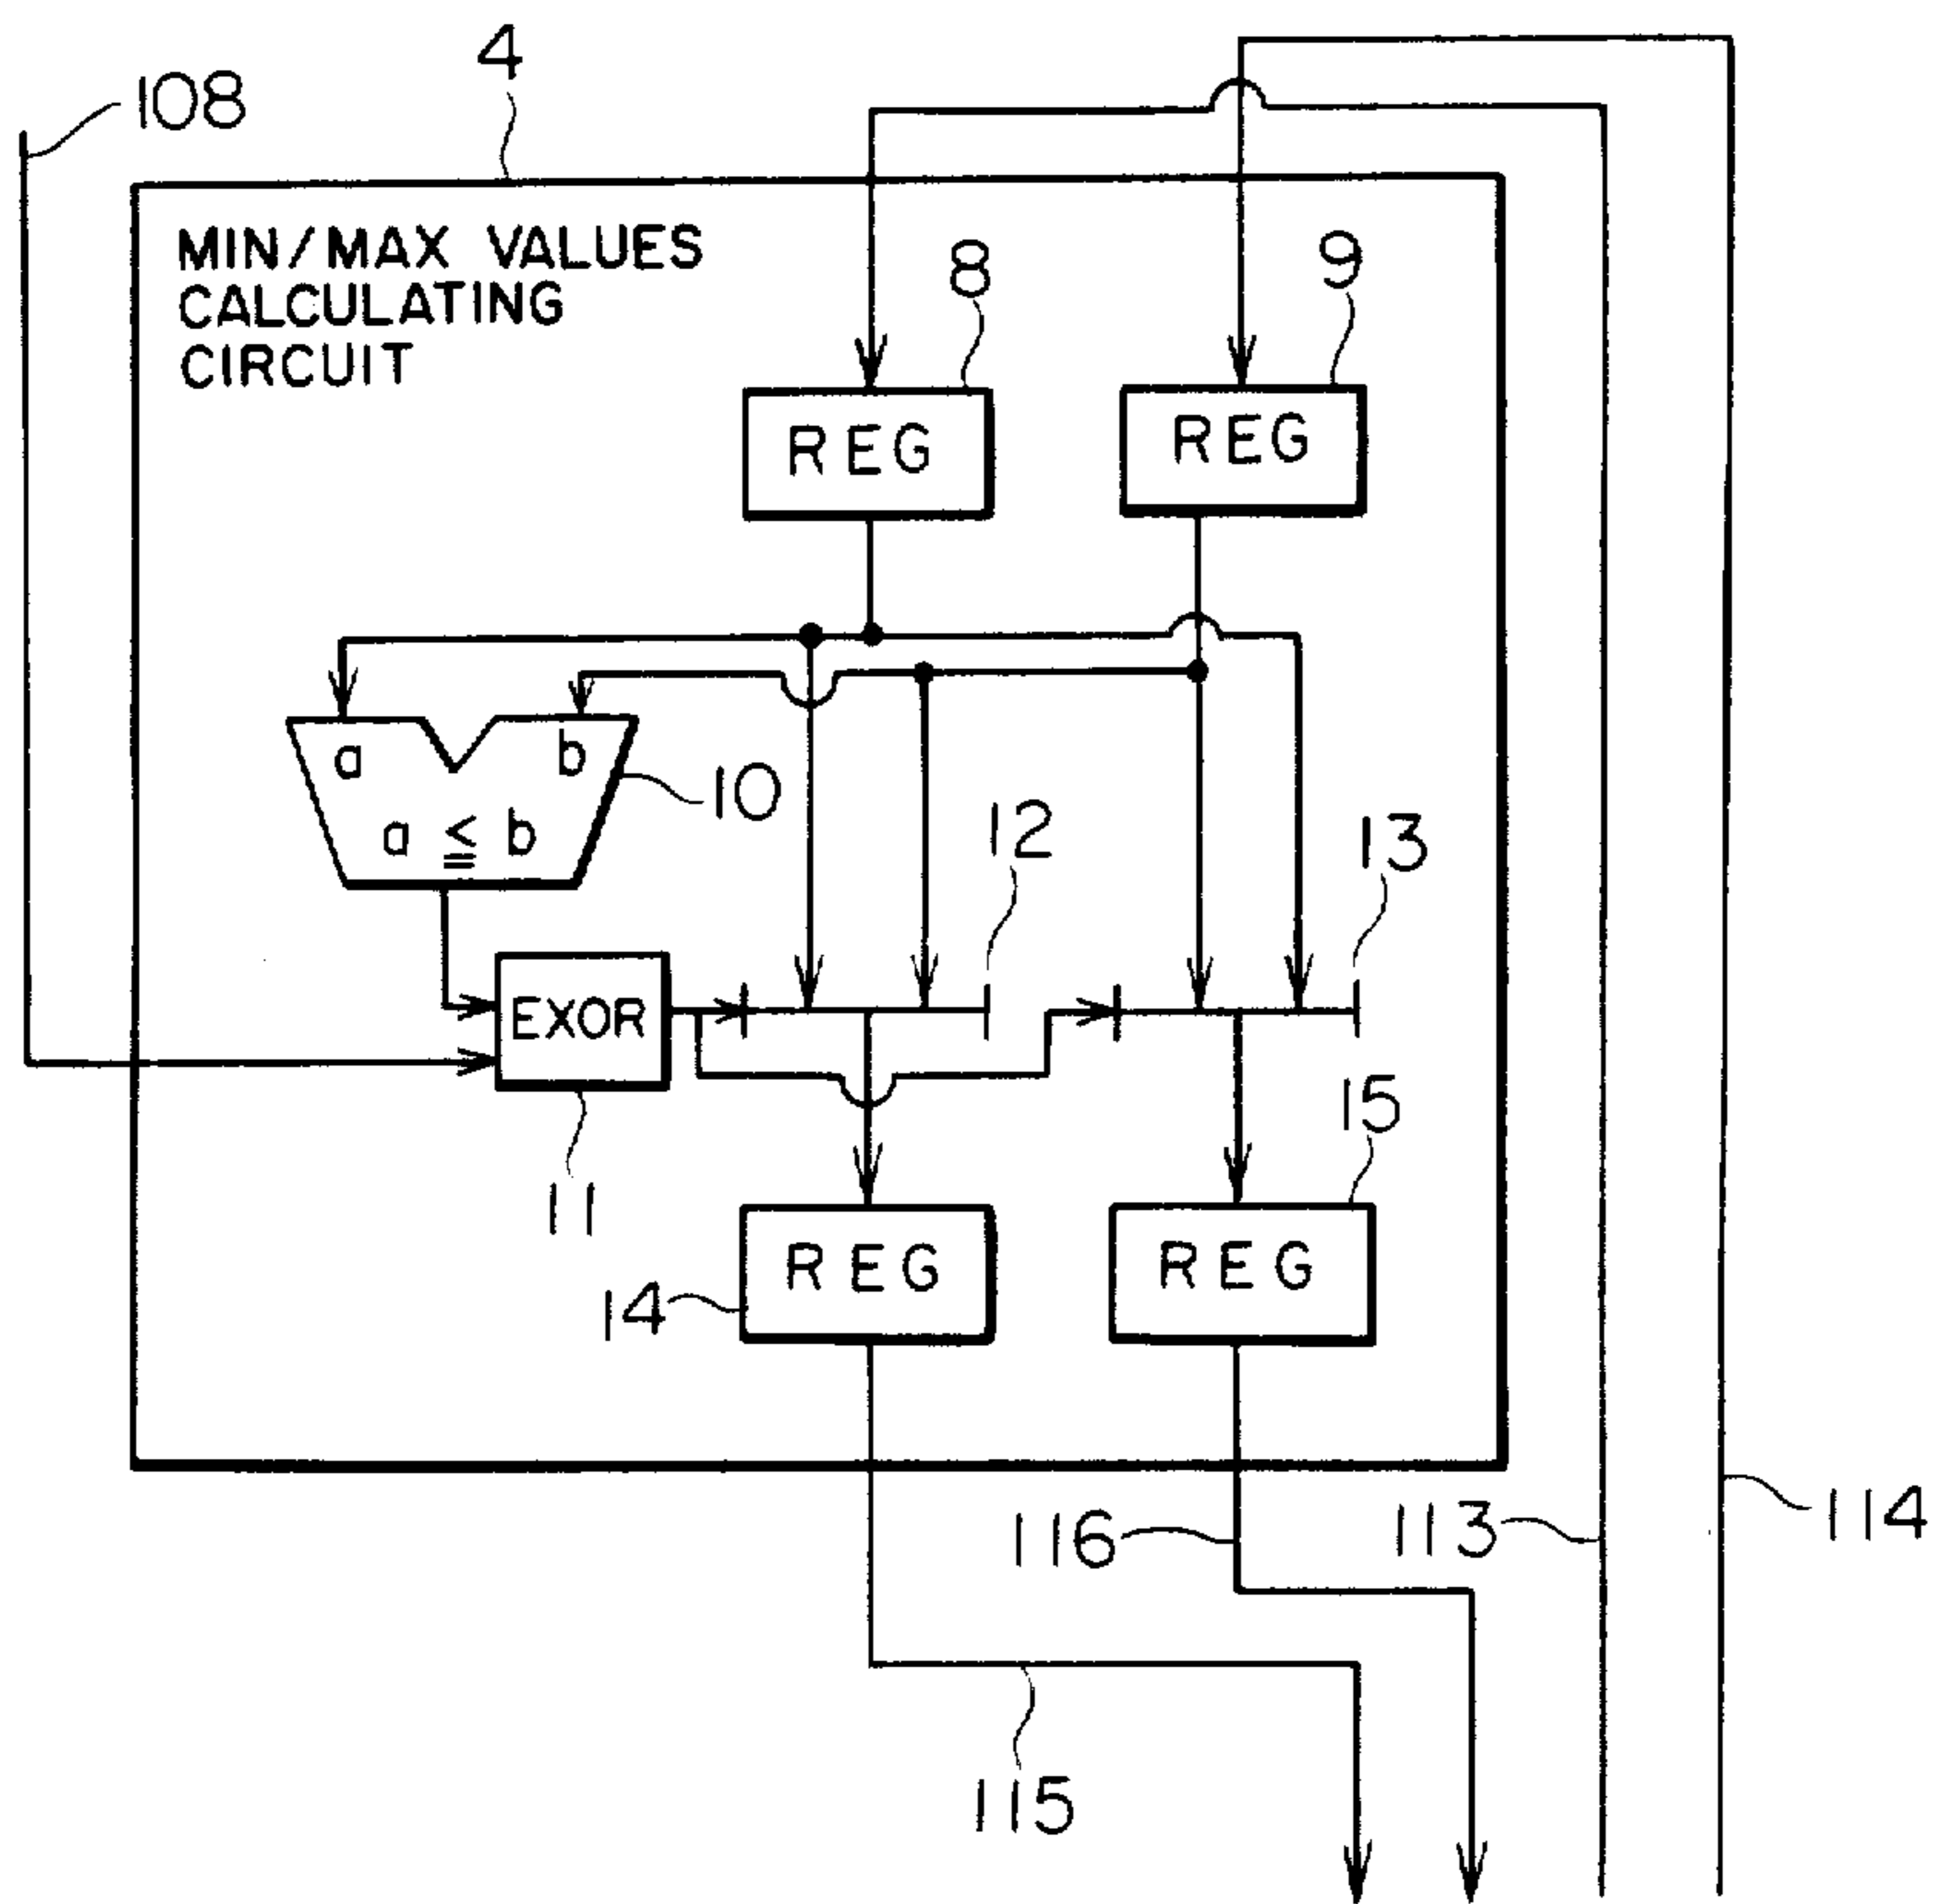 4
108
MIN/MAX VALUES
CALCULATING
CIRCUIT
8
9
REG
REG
a
b
10
a ≦ b
12
13
EXOR
15
11
REG
REG
14
116
113
114
115